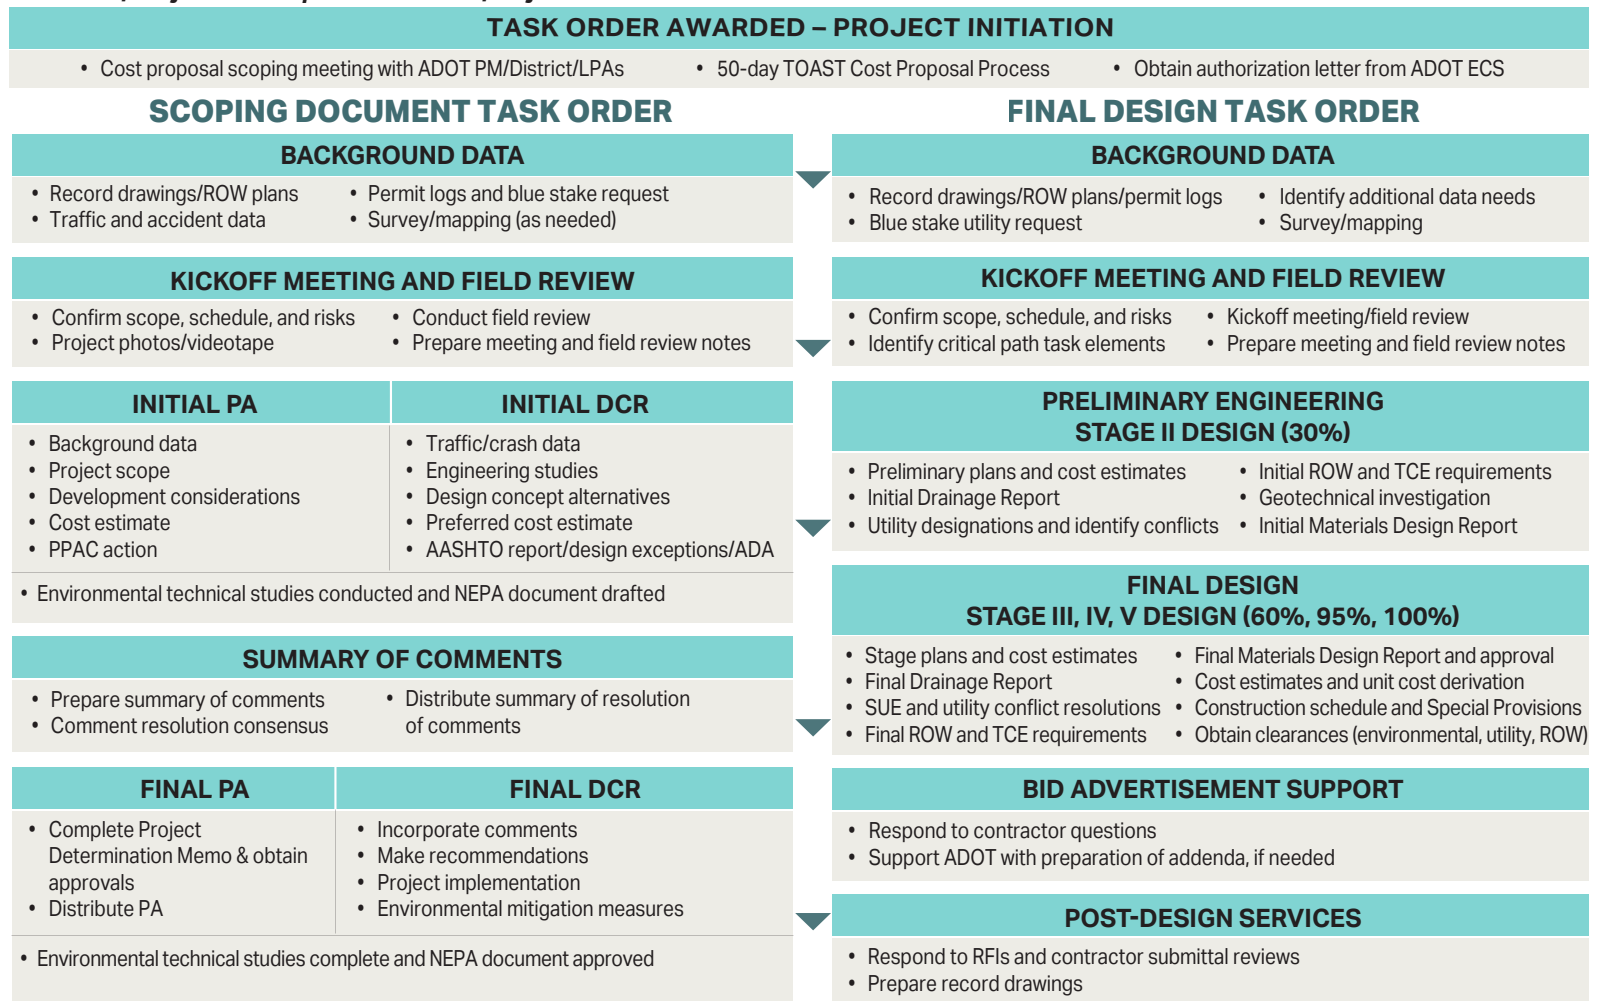 TASK ORDER AWARDED – PROJECT INITIATION
• Cost proposal scoping meeting with ADOT PM/District/LPAs
• 50-day TOAST Cost Proposal Process
• Obtain authorization letter from ADOT ECS
SCOPING DOCUMENT TASK ORDER
BACKGROUND DATA
• Record drawings/ROW plans
• Traffic and accident data
• Permit logs and blue stake request
• Survey/mapping (as needed)
KICKOFF MEETING AND FIELD REVIEW
• Confirm scope, schedule, and risks
• Project photos/videotape
• Conduct field review
• Prepare meeting and field review notes
INITIAL PA
• Background data
• Project scope
• Development considerations
• Cost estimate
• PPAC action
INITIAL DCR
• Traffic/crash data
• Engineering studies
• Design concept alternatives
• Preferred cost estimate
• AASHTO report/design exceptions/ADA
• Environmental technical studies conducted and NEPA document drafted
SUMMARY OF COMMENTS
• Prepare summary of comments
• Comment resolution consensus
• Distribute summary of resolution
of comments
FINAL PA
• Complete Project
Determination Memo & obtain
approvals
• Distribute PA
FINAL DCR
• Incorporate comments
• Make recommendations
• Project implementation
• Environmental mitigation measures
• Environmental technical studies complete and NEPA document approved
FINAL DESIGN TASK ORDER
BACKGROUND DATA
• Record drawings/ROW plans/permit logs
• Blue stake utility request
• Identify additional data needs
• Survey/mapping
KICKOFF MEETING AND FIELD REVIEW
• Confirm scope, schedule, and risks
• Identify critical path task elements
• Kickoff meeting/field review
• Prepare meeting and field review notes
PRELIMINARY ENGINEERING
STAGE II DESIGN (30%)
• Preliminary plans and cost estimates
• Initial Drainage Report
• Utility designations and identify conflicts
• Initial ROW and TCE requirements
• Geotechnical investigation
• Initial Materials Design Report
FINAL DESIGN
STAGE III, IV, V DESIGN (60%, 95%, 100%)
• Stage plans and cost estimates
• Final Drainage Report
• SUE and utility conflict resolutions
• Final ROW and TCE requirements
• Final Materials Design Report and approval
• Cost estimates and unit cost derivation
• Construction schedule and Special Provisions
• Obtain clearances (environmental, utility, ROW)
BID ADVERTISEMENT SUPPORT
• Respond to contractor questions
• Support ADOT with preparation of addenda, if needed
POST-DESIGN SERVICES
• Respond to RFIs and contractor submittal reviews
• Prepare record drawings